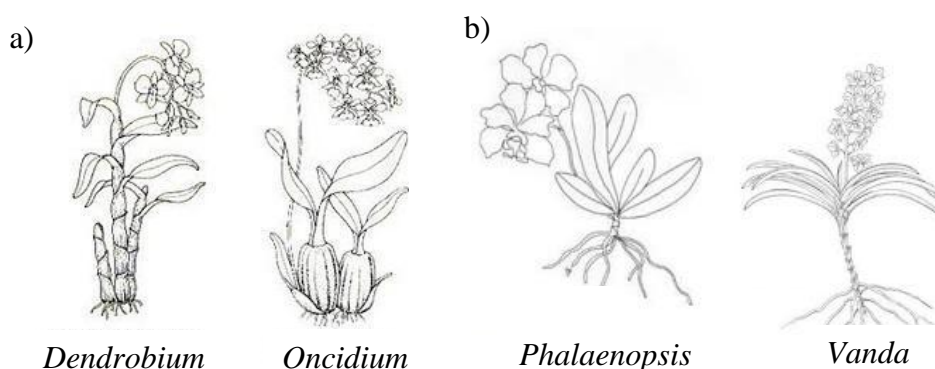 a)
b)
Dendrobium
Oncidium
Phalaenopsis
Vanda